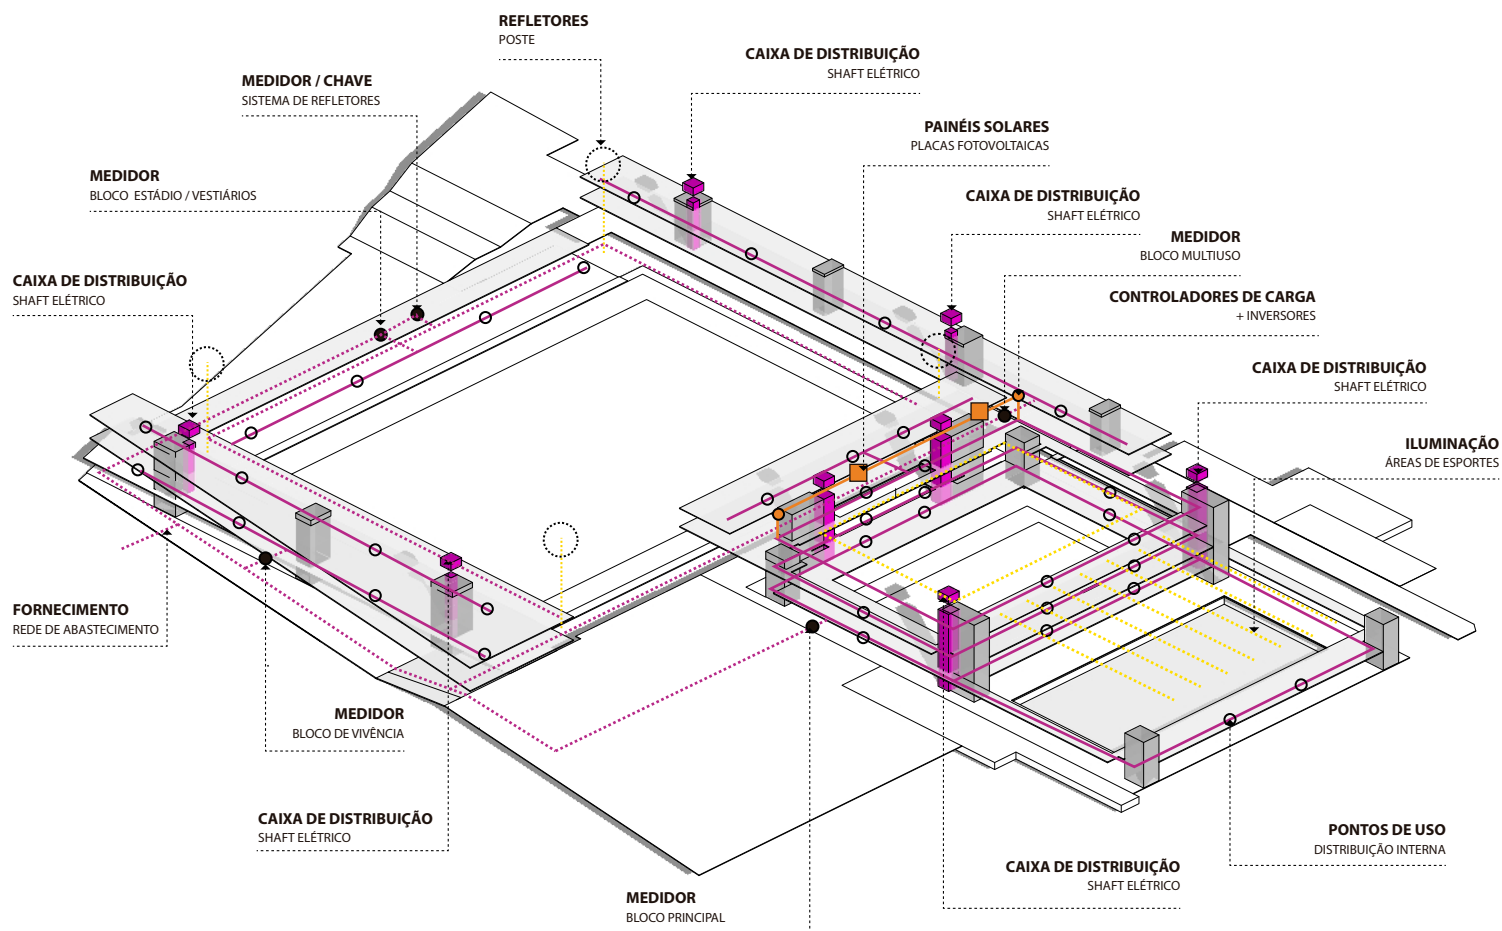 REFLETORES
POSTE
CAIXA DE DISTRIBUIÇÃO
SHAFT ELÉTRICO
MEDIDOR / CHAVE
SISTEMA DE REFLETORES
PAINÉIS SOLARES
PLACAS FOTOVOLTAICAS
MEDIDOR
BLOCO ESTÁDIO / VESTIÁRIOS
CAIXA DE DISTRIBUIÇÃO
SHAFT ELÉTRICO
MEDIDOR
BLOCO MULTIUSO
CAIXA DE DISTRIBUIÇÃO
SHAFT ELÉTRICO
CONTROLADORES DE CARGA
+ INVERSORES
CAIXA DE DISTRIBUIÇÃO
SHAFT ELÉTRICO
ILUMINAÇÃO
ÁREAS DE ESPORTES
FORNECIMENTO
REDE DE ABASTECIMENTO
MEDIDOR
BLOCO DE VIVÊNCIA
CAIXA DE DISTRIBUIÇÃO
SHAFT ELÉTRICO
PONTOS DE USO
DISTRIBUIÇÃO INTERNA
CAIXA DE DISTRIBUIÇÃO
SHAFT ELÉTRICO
MEDIDOR
BLOCO PRINCIPAL